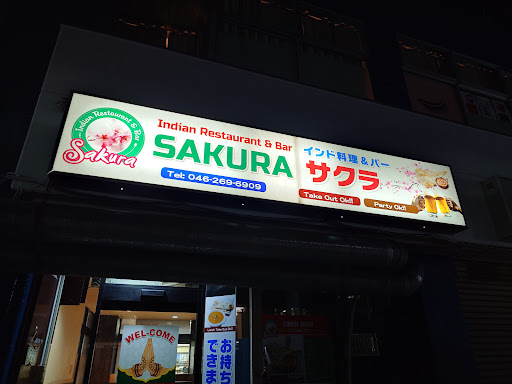 Indian Restaurant & Bar
Sakura
Indian Restaurant & Bar
SAKURA
Tel: 046-269-6909
インド料理 & バー
サクラ
Take Out Ok!!
Party Ok!!
WEL-COME
お持ち
できま